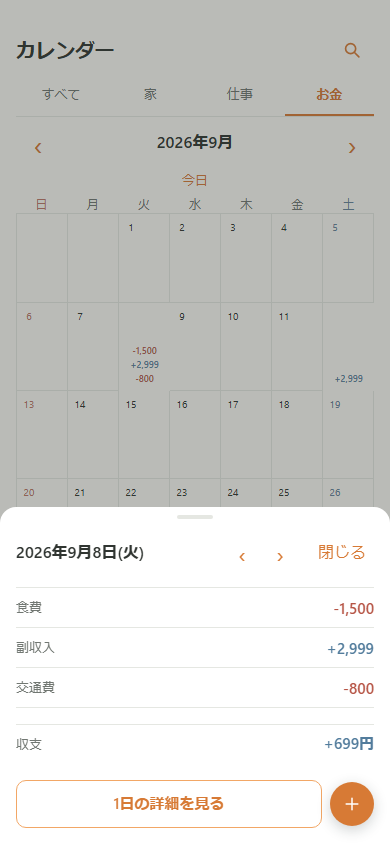 カレンダー
すべて 家 仕事 お金
‹ 2026年9月 ›
今日
日 月 火 水 木 金 土
1 2 3 4 5
6 7 9 10 11
-1,500
+2,999
-800 +2,999
13 14 15 16 17 18 19
20 21 22 23 24 25 26
2026年9月8日(火) ‹ › 閉じる
食費 -1,500
副収入 +2,999
交通費 -800
収支 +699円
1日の詳細を見る +